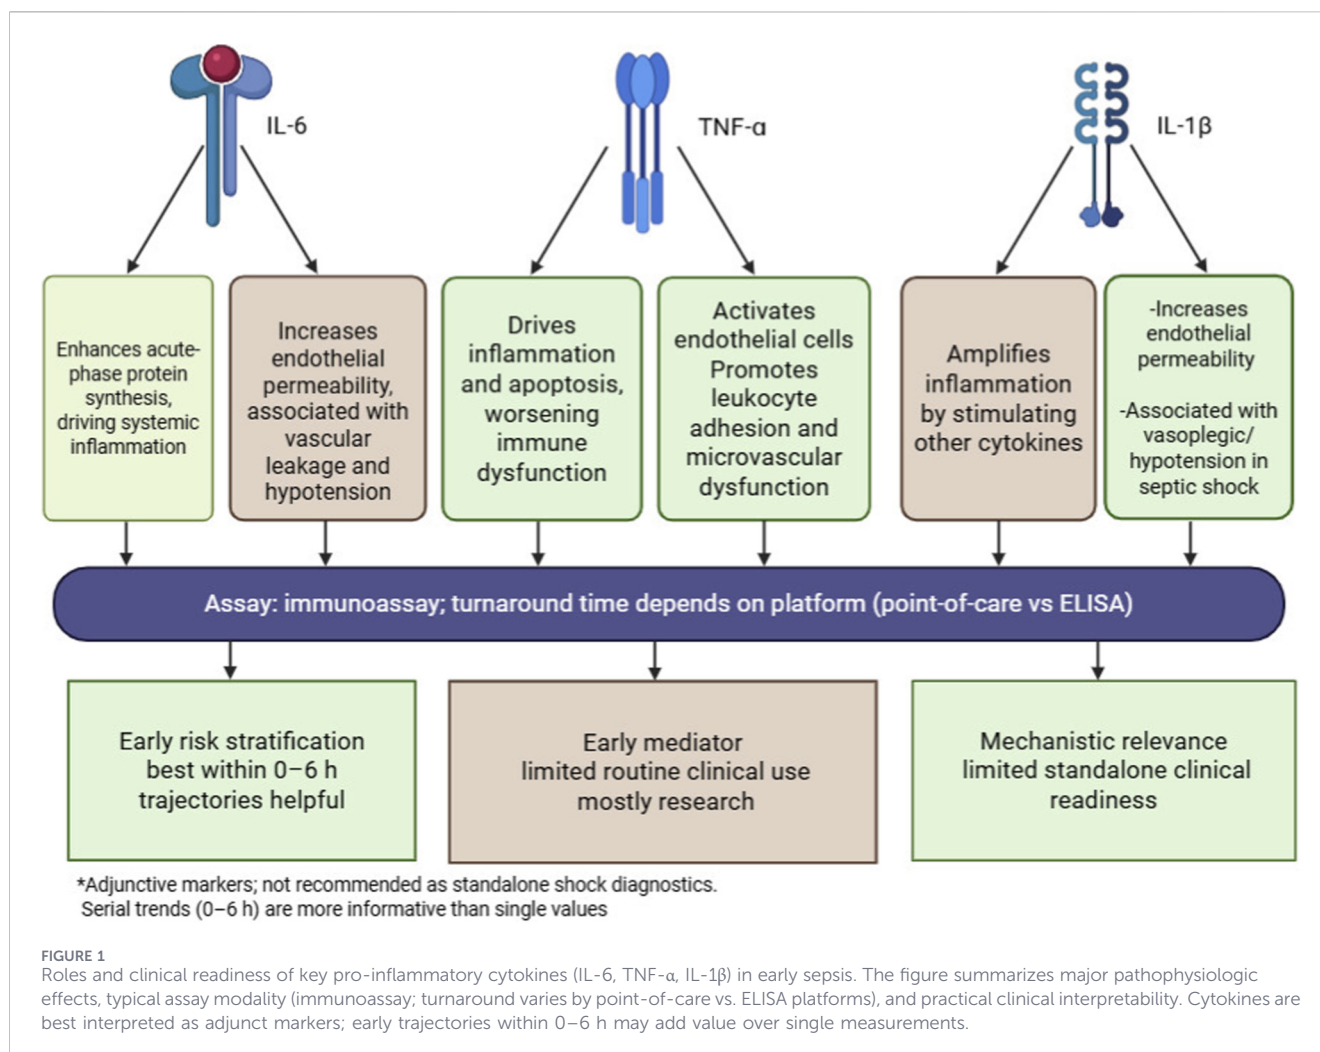 IL-6
TNF-α
IL-1β
Enhances acute-
phase protein
synthesis,
driving systemic
inflammation
Increases
endothelial
permeability,
associated with
vascular
leakage and
hypotension
Drives
inflammation
and apoptosis,
worsening
immune
dysfunction
Activates
endothelial cells
Promotes
leukocyte
adhesion and
microvascular
dysfunction
Amplifies
inflammation
by stimulating
other cytokines
-Increases
endothelial
permeability
-Associated with
vasoplegic/
hypotension in
septic shock
Assay: immunoassay; turnaround time depends on platform (point-of-care vs ELISA)
Early risk stratification
best within 0–6 h
trajectories helpful
Early mediator
limited routine clinical use
mostly research
Mechanistic relevance
limited standalone clinical
readiness
*Adjunctive markers; not recommended as standalone shock diagnostics.
Serial trends (0–6 h) are more informative than single values
FIGURE 1
Roles and clinical readiness of key pro-inflammatory cytokines (IL-6, TNF-α, IL-1β) in early sepsis. The figure summarizes major pathophysiologic
effects, typical assay modality (immunoassay; turnaround varies by point-of-care vs. ELISA platforms), and practical clinical interpretability. Cytokines are
best interpreted as adjunct markers; early trajectories within 0–6 h may add value over single measurements.